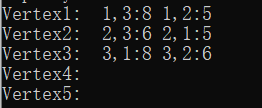 Vertex1:  1,3:8 1,2:5
Vertex2:  2,3:6 2,1:5
Vertex3:  3,1:8 3,2:6
Vertex4:
Vertex5: